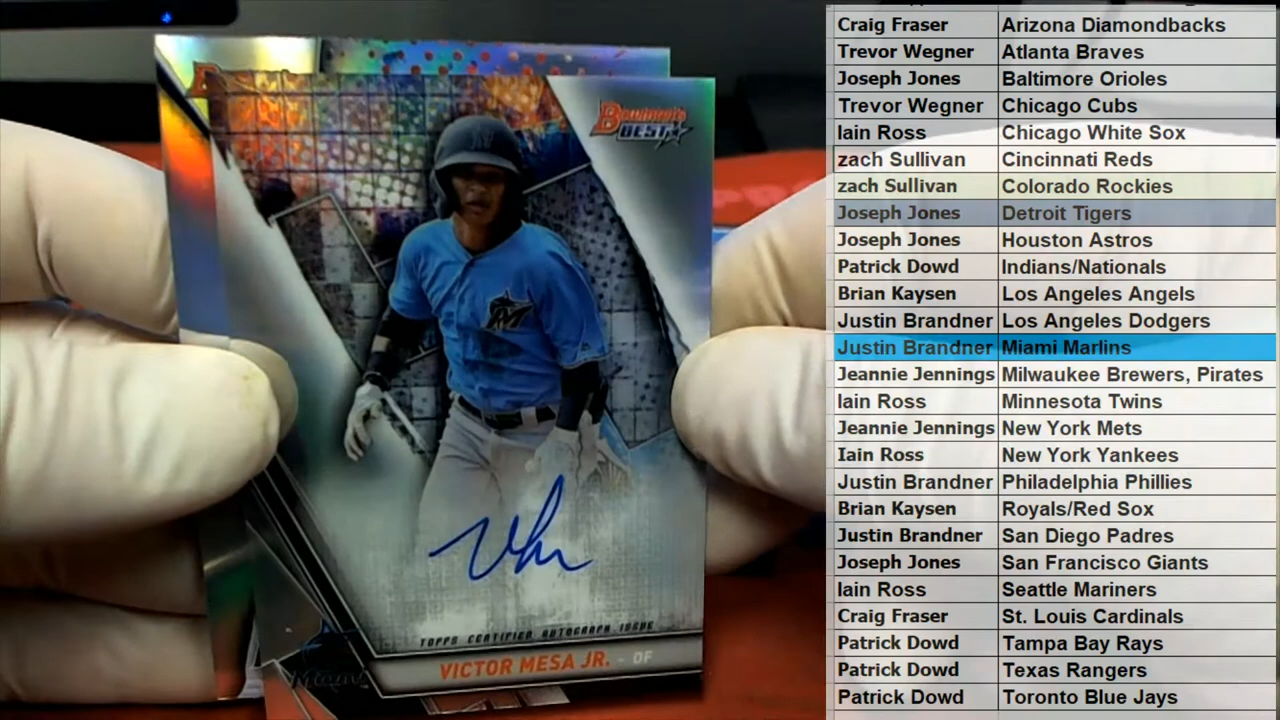 Bowman's
BEST
M
TOPPS CERTIFIED AUTOGRAPH ISSUE
VICTOR MESA JR. - OF
Miami
Craig Fraser Arizona Diamondbacks
Trevor Wegner Atlanta Braves
Joseph Jones Baltimore Orioles
Trevor Wegner Chicago Cubs
Iain Ross Chicago White Sox
zach Sullivan Cincinnati Reds
zach Sullivan Colorado Rockies
Joseph Jones Detroit Tigers
Joseph Jones Houston Astros
Patrick Dowd Indians/Nationals
Brian Kaysen Los Angeles Angels
Justin Brandner Los Angeles Dodgers
Justin Brandner Miami Marlins
Jeannie Jennings Milwaukee Brewers, Pirates
Iain Ross Minnesota Twins
Jeannie Jennings New York Mets
Iain Ross New York Yankees
Justin Brandner Philadelphia Phillies
Brian Kaysen Royals/Red Sox
Justin Brandner San Diego Padres
Joseph Jones San Francisco Giants
Iain Ross Seattle Mariners
Craig Fraser St. Louis Cardinals
Patrick Dowd Tampa Bay Rays
Patrick Dowd Texas Rangers
Patrick Dowd Toronto Blue Jays